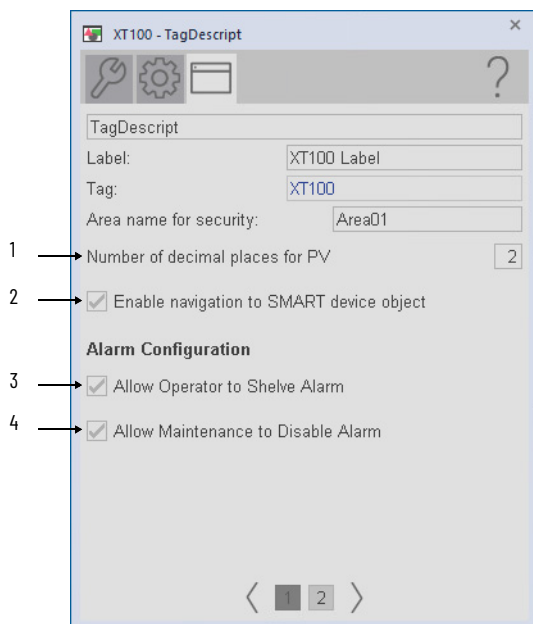 XT100 - TagDescript ×
?
TagDescript
Label: XT100 Label
Tag: XT100
Area name for security: Area01
1 Number of decimal places for PV 2
2 Enable navigation to SMART device object
Alarm Configuration
3 Allow Operator to Shelve Alarm
4 Allow Maintenance to Disable Alarm
1 2